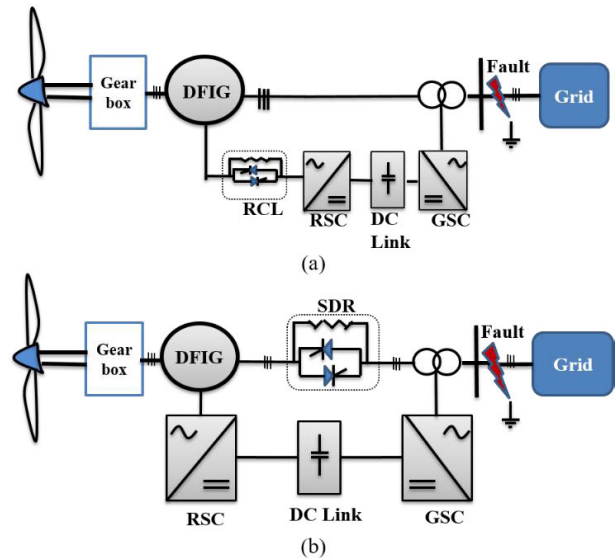 Fault
Gear
box
DFIG
Grid
RCL
RSC
DC
Link
GSC
(a)
SDR
Fault
Gear
box
DFIG
Grid
RSC
DC Link
GSC
(b)